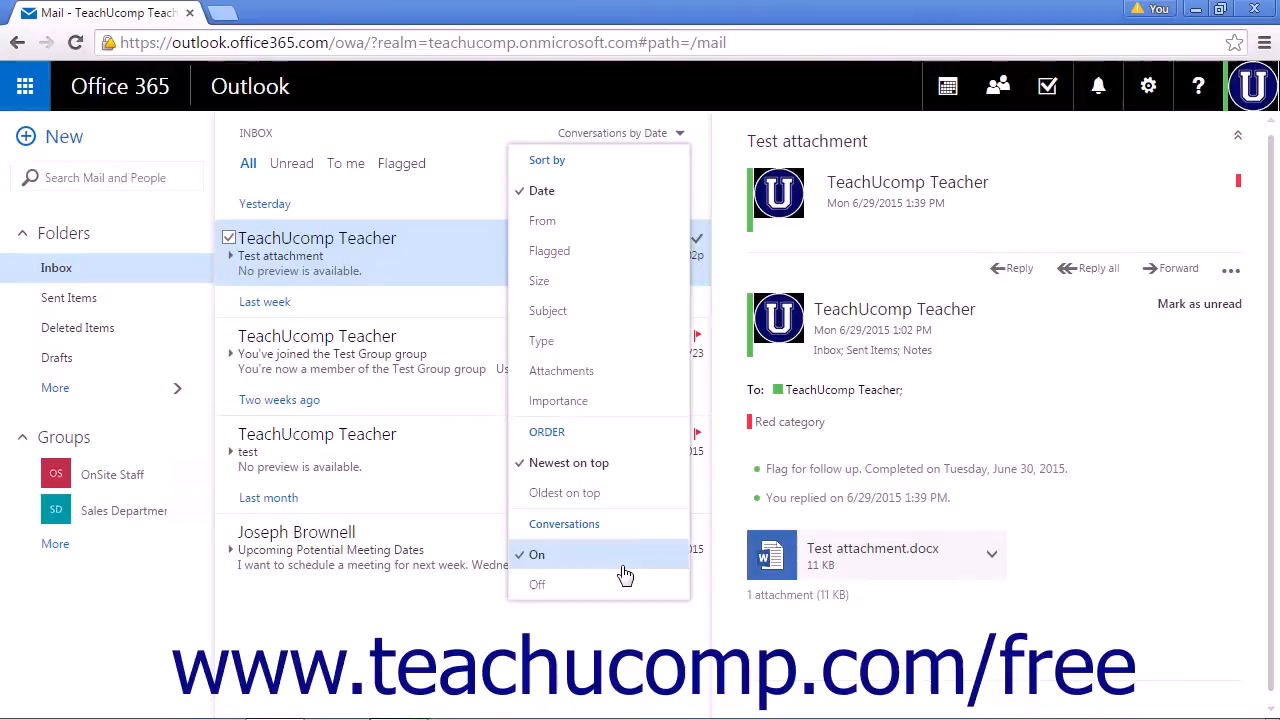 Mail - TeachUcomp Teach
You
https://outlook.office365.com/owa/?realm=teachucomp.onmicrosoft.com#path=/mail
Office 365
Outlook
?
U
New
Search Mail and People
Folders
Inbox
Sent Items
Deleted Items
Drafts
More
Groups
OS
OnSite Staff
SD
Sales Departmer
More
INBOX
Conversations by Date
All Unread To me Flagged
Yesterday
TeachUcomp Teacher
Test attachment
02p
No preview is available.
Last week
TeachUcomp Teacher
You've joined the Test Group group
/23
You're now a member of the Test Group group Us
Two weeks ago
TeachUcomp Teacher
test
015
No preview is available.
Last month
Joseph Brownell
Upcoming Potential Meeting Dates
015
I want to schedule a meeting for next week. Wedne
Sort by
Date
From
Flagged
Size
Subject
Type
Attachments
Importance
ORDER
Newest on top
Oldest on top
Conversations
On
Off
Test attachment
U
TeachUcomp Teacher
Mon 6/29/2015 1:39 PM
Reply Reply all Forward
U
TeachUcomp Teacher
Mark as unread
Mon 6/29/2015 1:02 PM
Inbox; Sent Items; Notes
To: TeachUcomp Teacher;
Red category
Flag for follow up. Completed on Tuesday, June 30, 2015.
You replied on 6/29/2015 1:39 PM.
W
Test attachment.docx
11 KB
1 attachment (11 KB)
www.teachucomp.com/free